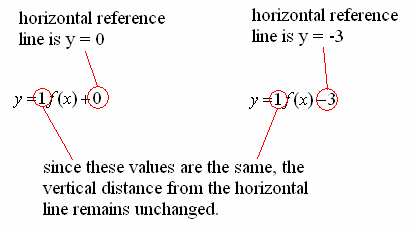 horizontal reference
line is y = 0
horizontal reference
line is y = -3
y=1f(x)+0
y=1f(x)−3
since these values are the same, the
vertical distance from the horizontal
line remains unchanged.